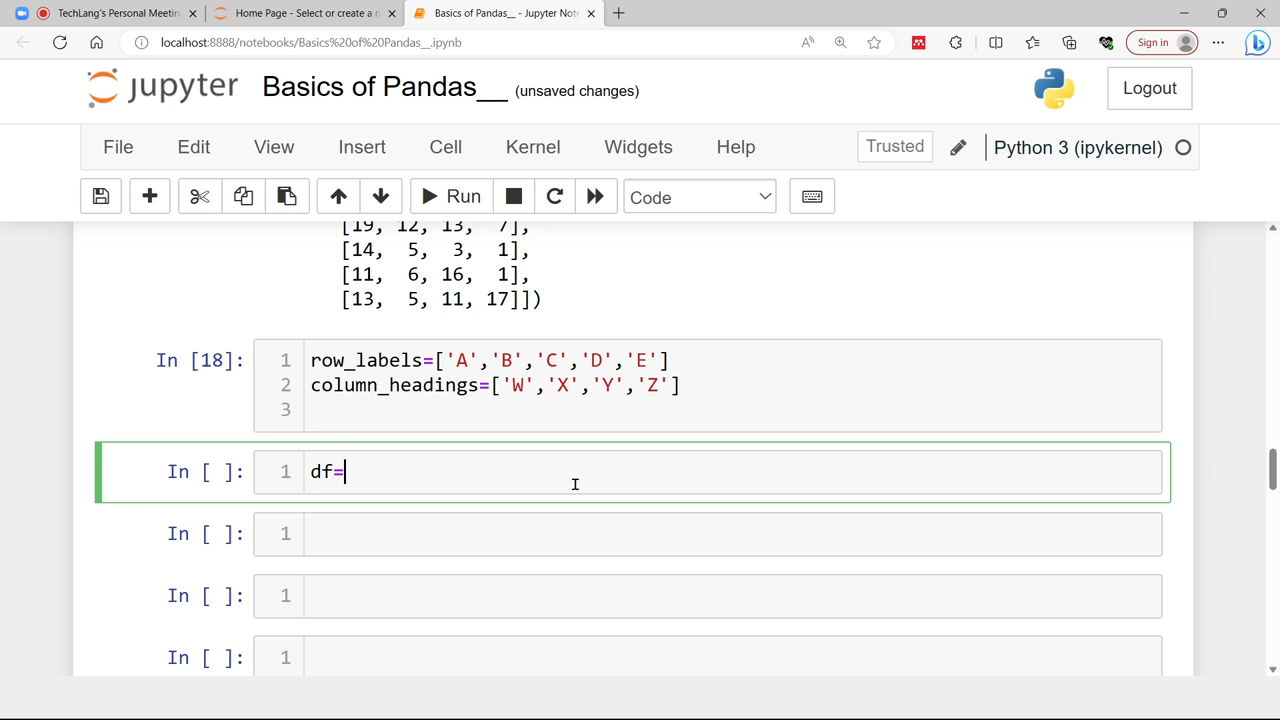 TechLang's Personal Meetin
Home Page - Select or create a n
Basics of Pandas__ - Jupyter Note
localhost:8888/notebooks/Basics%20of%20Pandas__.ipynb
Sign in
jupyter Basics of Pandas__ (unsaved changes)
Logout
File Edit View Insert Cell Kernel Widgets Help
Trusted
Python 3 (ipykernel)
Run
Code
[19, 12, 13, 7],
[14, 5, 3, 1],
[11, 6, 16, 1],
[13, 5, 11, 17]])
In [18]: 1 row_labels=['A','B','C','D','E']
2 column_headings=['W','X','Y','Z']
3
In [ ]: 1 df=
In [ ]: 1
In [ ]: 1
In [ ]: 1